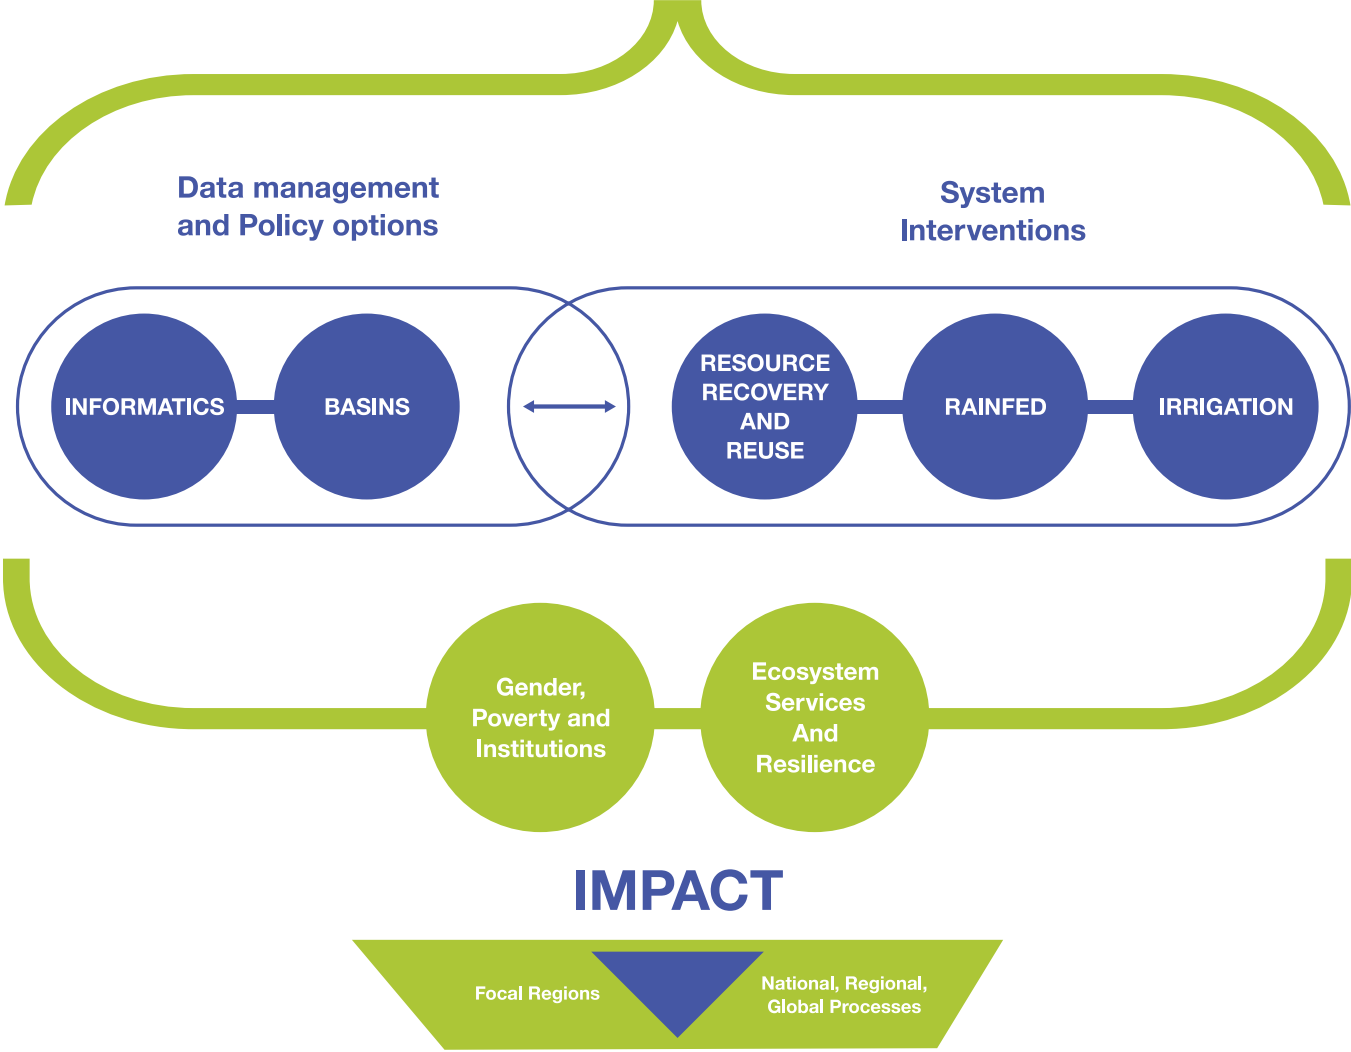 Data management
and Policy options
System
Interventions
INFORMATICS
BASINS
RESOURCE
RECOVERY
AND
REUSE
RAINFED
IRRIGATION
Gender,
Poverty and
Institutions
Ecosystem
Services
And
Resilience
IMPACT
Focal Regions
National, Regional,
Global Processes